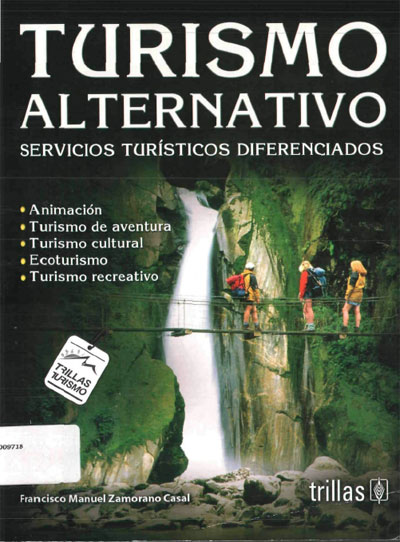 TURISMO
ALTERNATIVO
SERVICIOS TURÍSTICOS DIFERENCIADOS
• Animación
• Turismo de aventura
• Turismo cultural
• Ecoturismo
• Turismo recreativo
TRILLAS
TURISMO
009718
Francisco Manuel Zamorano Casal
trillas